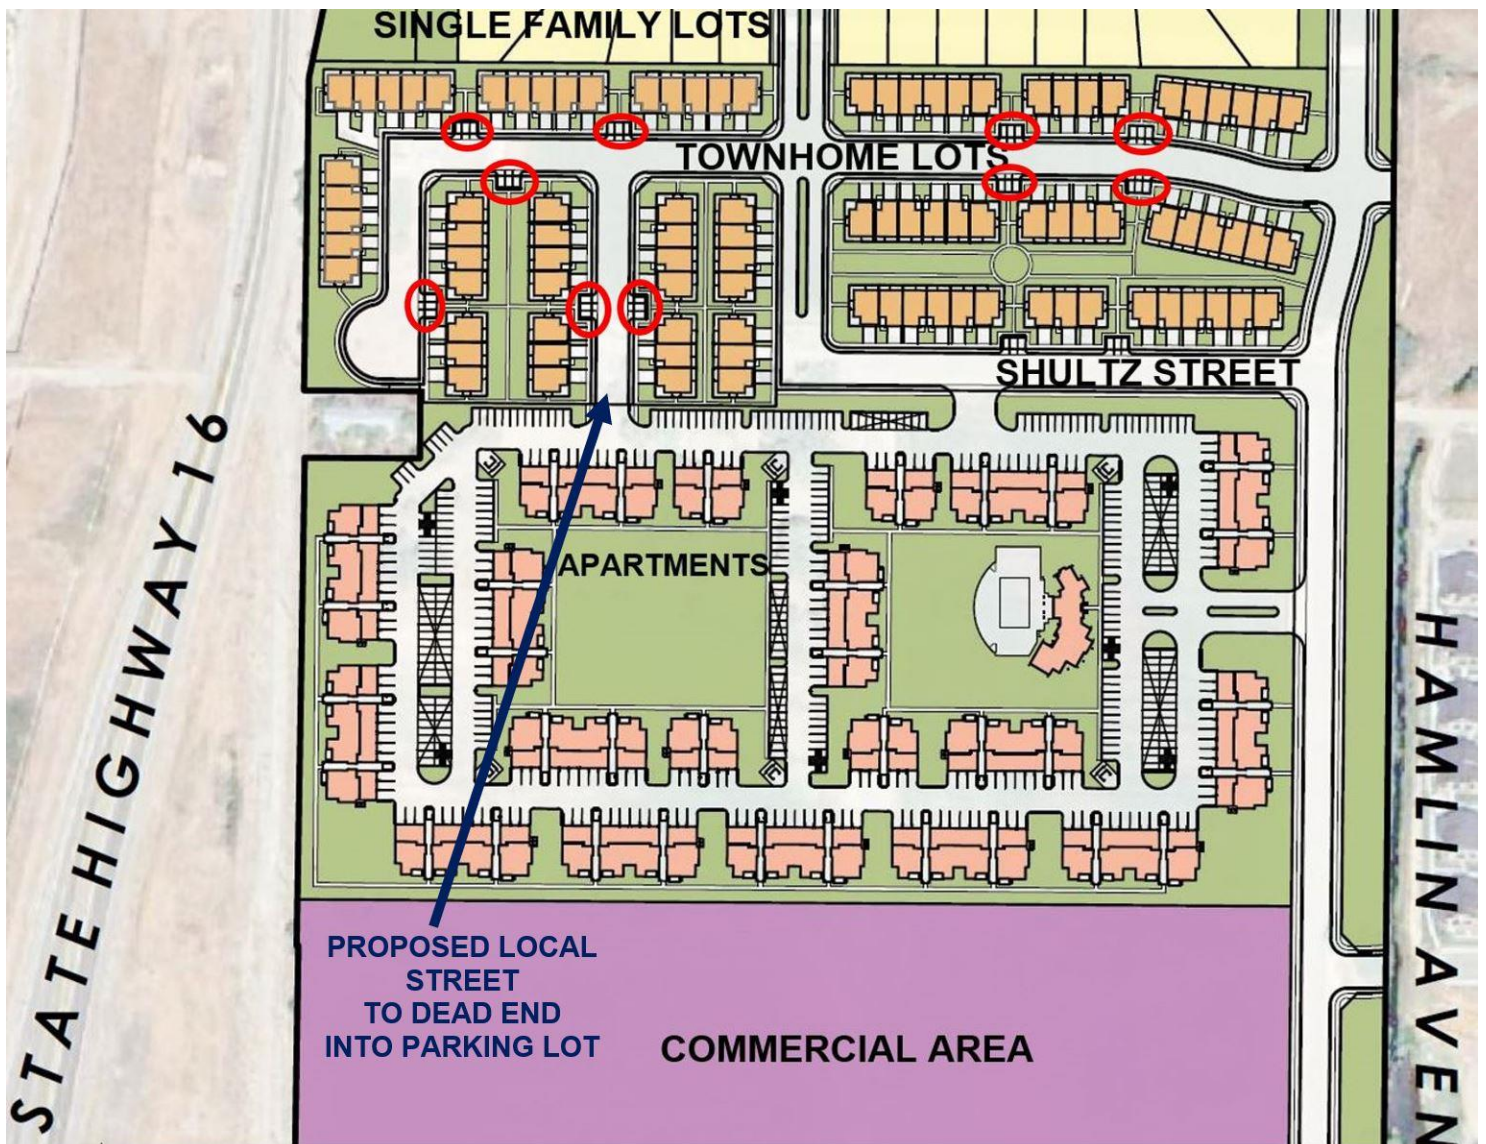 SINGLE FAMILY LOTS
TOWNHOME LOTS
SHULTZ STREET
STATE HIGHWAY 16
APARTMENTS
HAMLIN AVEN
PROPOSED LOCAL
STREET
TO DEAD END
INTO PARKING LOT
COMMERCIAL AREA